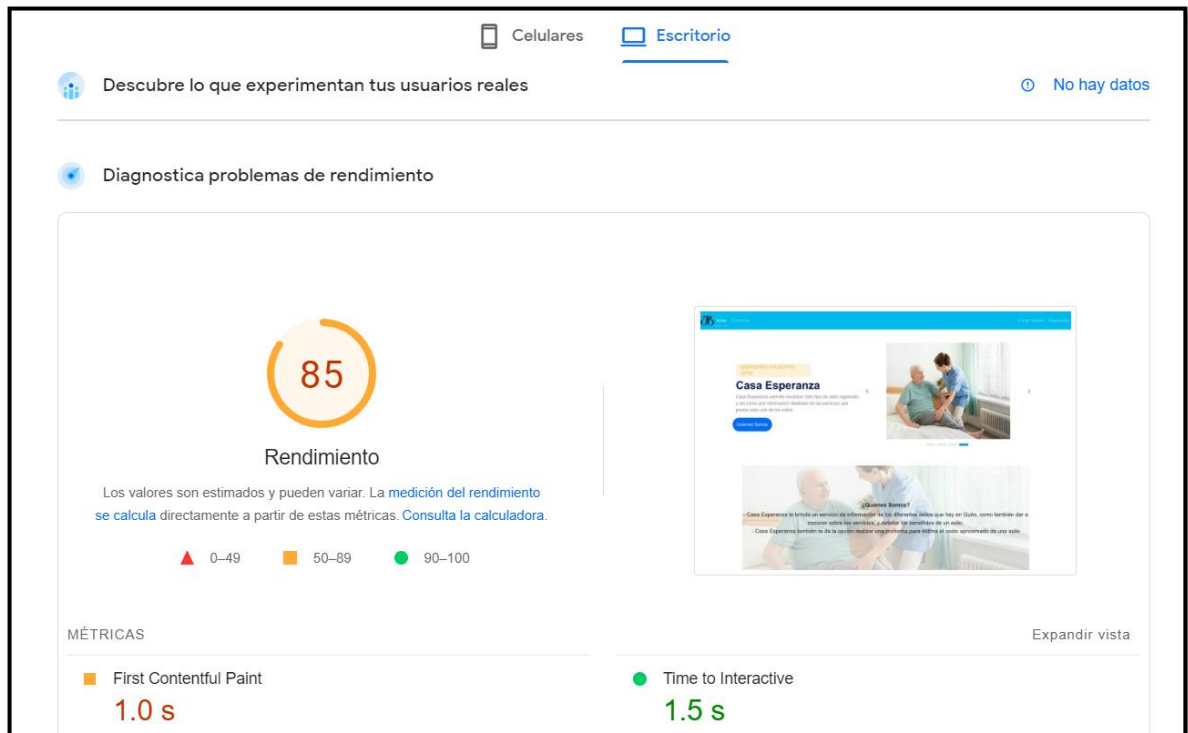 Celulares
Escritorio
Descubre lo que experimentan tus usuarios reales
No hay datos
Diagnostica problemas de rendimiento
85
Rendimiento
Los valores son estimados y pueden variar. La medición del rendimiento
se calcula directamente a partir de estas métricas. Consulta la calculadora.
0–49
50–89
90–100
Casa Esperanza
Quienes Somos
¿Quienes Somos?
MÉTRICAS
Expandir vista
First Contentful Paint
1.0 s
Time to Interactive
1.5 s